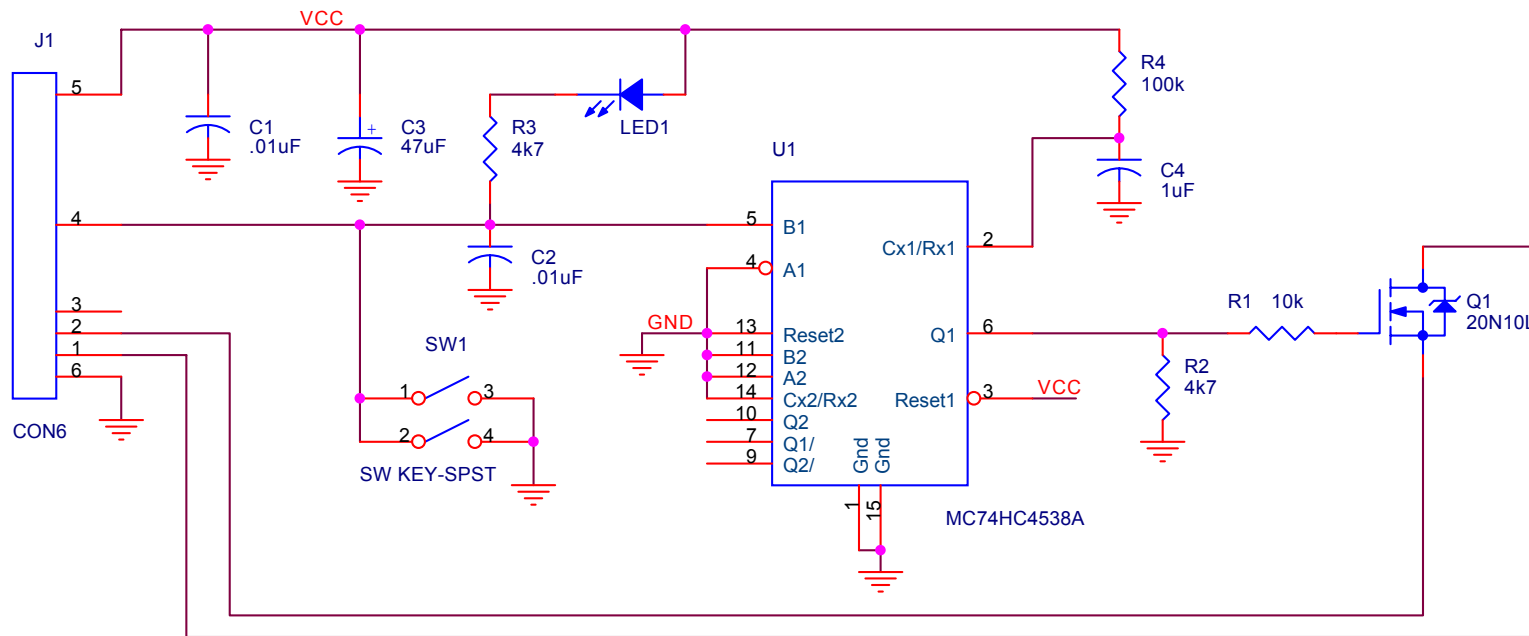 VCC
J1
5
4
3
2
1
6
CON6
C1
.01uF
C3
47uF
R3
4k7
LED1
R4
100k
C4
1uF
C2
.01uF
SW1
1
3
2
4
SW KEY-SPST
GND
U1
5 B1
4 A1
13 Reset2
11 B2
12 A2
14 Cx2/Rx2
10 Q2
7 Q1/
9 Q2/
Cx1/Rx1 2
Q1 6
Reset1 3
VCC
Gnd
Gnd
1
15
MC74HC4538A
R1 10k
R2
4k7
Q1
20N10L